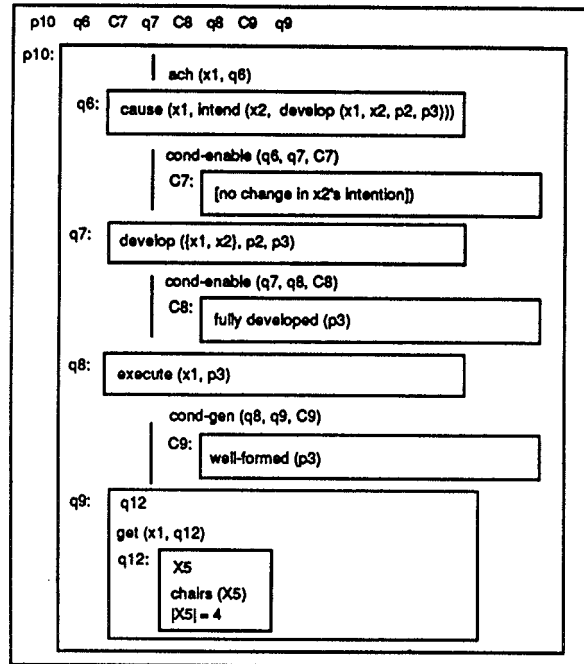 p10 q6 C7 q7 C8 q8 C9 q9
p10:
ach (x1, q6)
q6: cause (x1, intend (x2, develop (x1, x2, p2, p3)))
cond-enable (q6, q7, C7)
C7: [no change in x2's intention])
q7: develop ({x1, x2}, p2, p3)
cond-enable (q7, q8, C8)
C8: fully developed (p3)
q8: execute (x1, p3)
cond-gen (q8, q9, C9)
C9: well-formed (p3)
q9: q12
get (x1, q12)
q12: X5
chairs (X5)
|X5| = 4